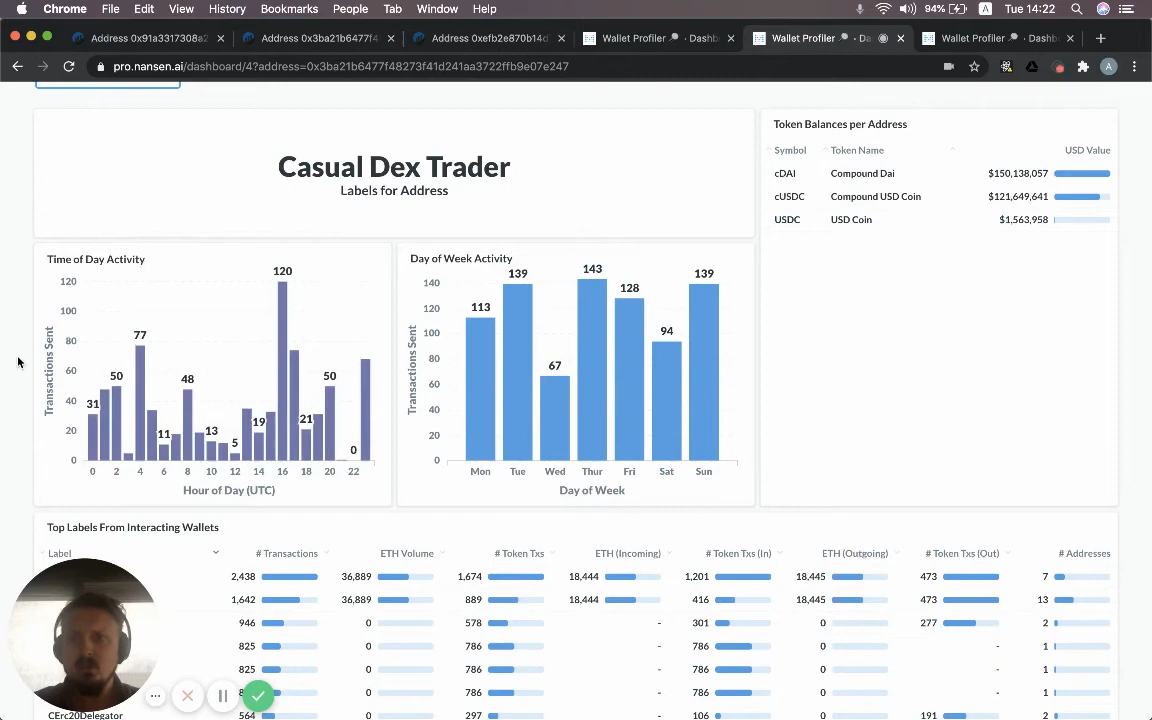 Chrome File Edit View History Bookmarks People Tab Window Help 94% A Tue 14:22
Address 0x91a3317308a2 Address 0x3ba21b6477f4 Address 0xefb2e870b14d Wallet Profiler Dashb Wallet Profiler Da Wallet Profiler Dashb
pro.nansen.ai/dashboard/4?address=0x3ba21b6477f48273f41d241aa3722ffb9e07e247 A
Casual Dex Trader
Labels for Address
Token Balances per Address
Symbol Token Name USD Value
cDAI Compound Dai $150,138,057
cUSDC Compound USD Coin $121,649,641
USDC USD Coin $1,563,958
Time of Day Activity
120
120
100
80
77
60
50
48
50
40
31
20
11
13
5
19
21
0
0
0 2 4 6 8 10 12 14 16 18 20 22
Transactions Sent
Hour of Day (UTC)
Day of Week Activity
140
120
100
80
60
40
20
0
113 139 67 143 128 94 139
Mon Tue Wed Thur Fri Sat Sun
Transactions Sent
Day of Week
Top Labels From Interacting Wallets
Label # Transactions ETH Volume # Token Txs ETH (Incoming) # Token Txs (In) ETH (Outgoing) # Token Txs (Out) # Addresses
2,438 36,889 1,674 18,444 1,201 18,445 473 7
1,642 36,889 889 18,444 416 18,445 473 13
946 0 578 - 301 0 277 2
825 0 786 - 786 0 - 1
825 0 786 - 786 0 - 1
0 786 - 786 0 - 1
CErc20Delegator 564 0 297 - 106 0 191 2